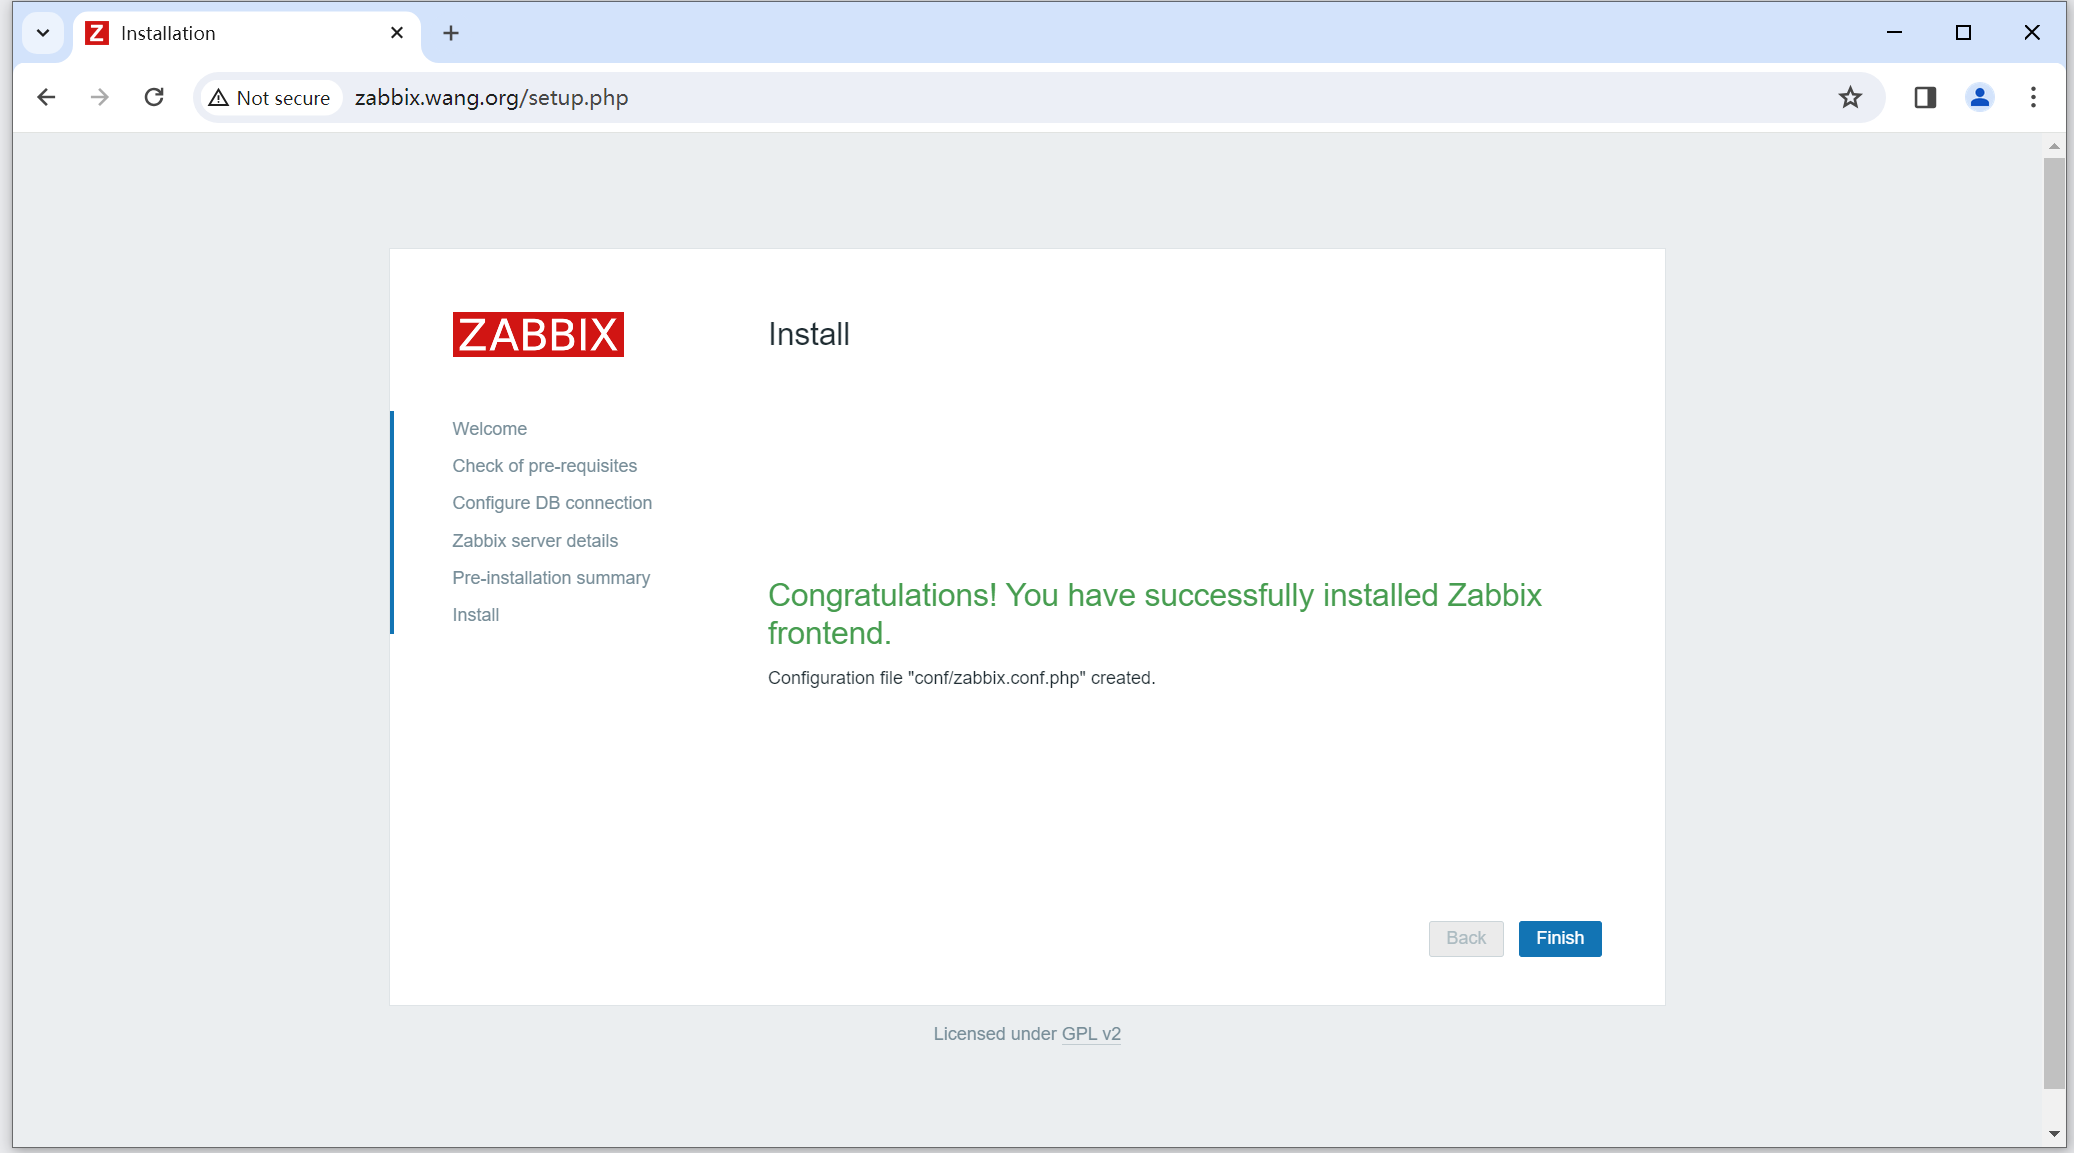 Installation
Not secure
zabbix.wang.org/setup.php
ZABBIX
Install
Welcome
Check of pre-requisites
Configure DB connection
Zabbix server details
Pre-installation summary
Install
Congratulations! You have successfully installed Zabbix
frontend.
Configuration file "conf/zabbix.conf.php" created.
Back
Finish
Licensed under GPL v2